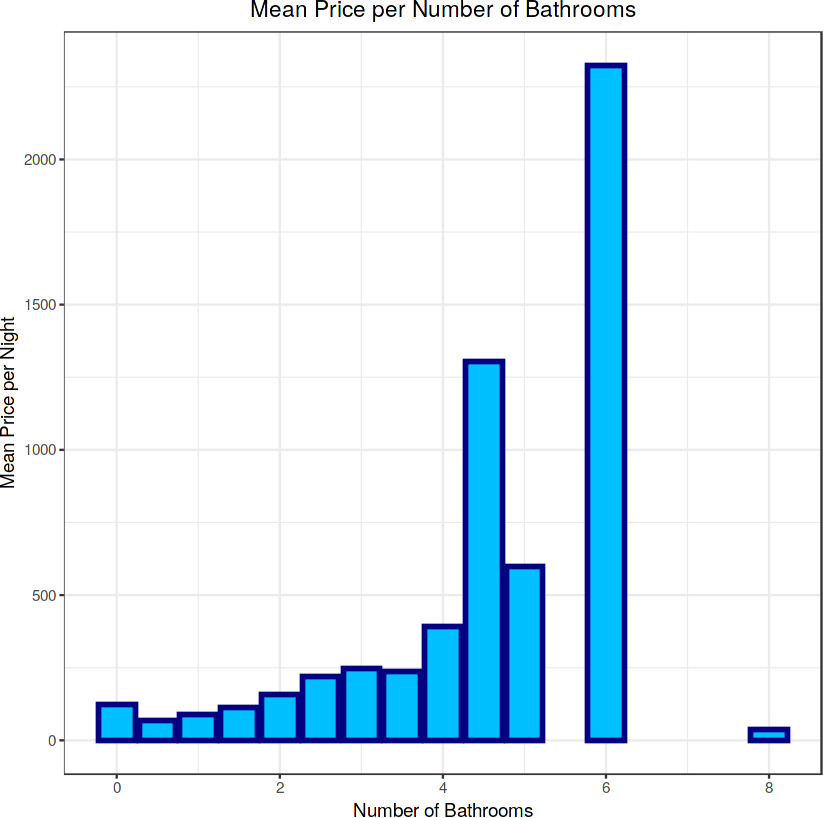 Mean Price per Number of Bathrooms
Mean Price per Night
2000
1500
1000
500
0
0 2 4 6 8
Number of Bathrooms